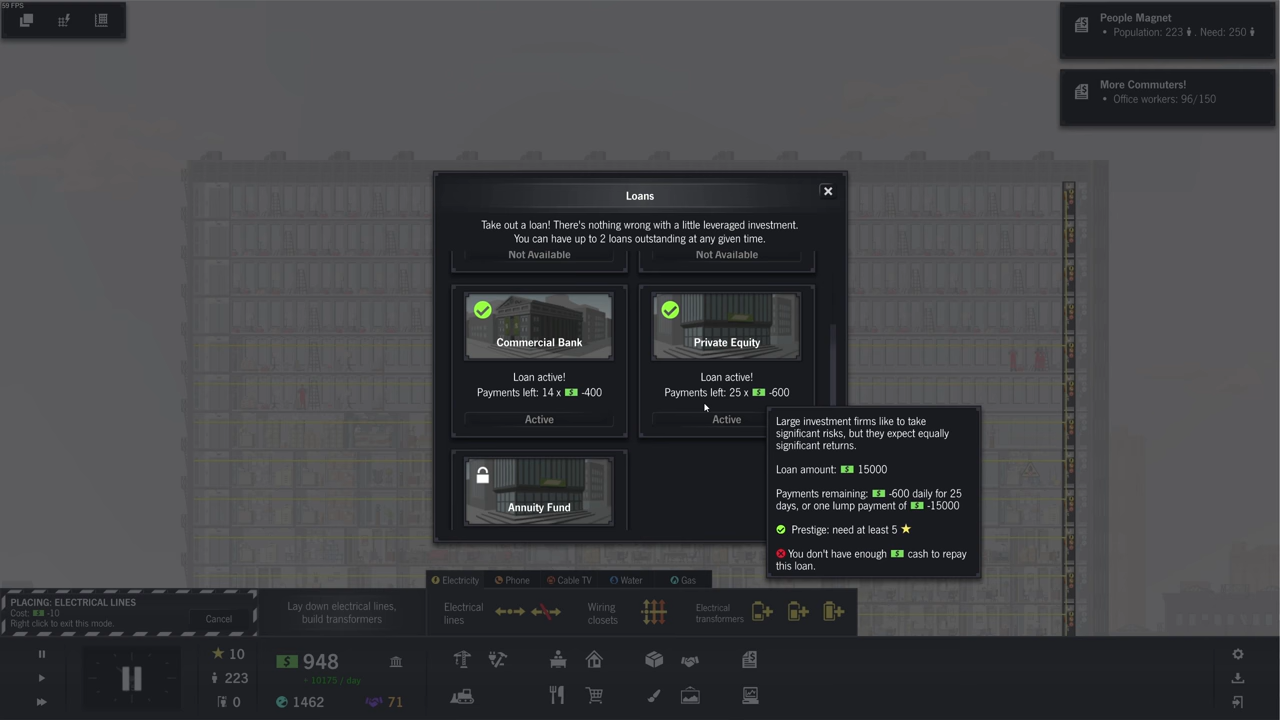 59 FPS
People Magnet
• Population: 223 . Need: 250
More Commuters!
• Office workers: 96/150
Loans
Take out a loan! There's nothing wrong with a little leveraged investment.
You can have up to 2 loans outstanding at any given time.
Not Available
Not Available
Commercial Bank
Loan active!
Payments left: 14 x $ -400
Active
Private Equity
Loan active!
Payments left: 25 x $ -600
Active
Annuity Fund
Large investment firms like to take
significant risks, but they expect equally
significant returns.
Loan amount: $ 15000
Payments remaining: $ -600 daily for 25
days, or one lump payment of $ -15000
Prestige: need at least 5
You don't have enough $ cash to repay
this loan.
Electricity
Phone
Cable TV
Water
Gas
PLACING: ELECTRICAL LINES
Cost: $ -10
Right click to exit this mode.
Cancel
Lay down electrical lines,
build transformers
Electrical
lines
Wiring
closets
Electrical
transformers
10
223
0
$ 948
+ 10175 / day
1462
71